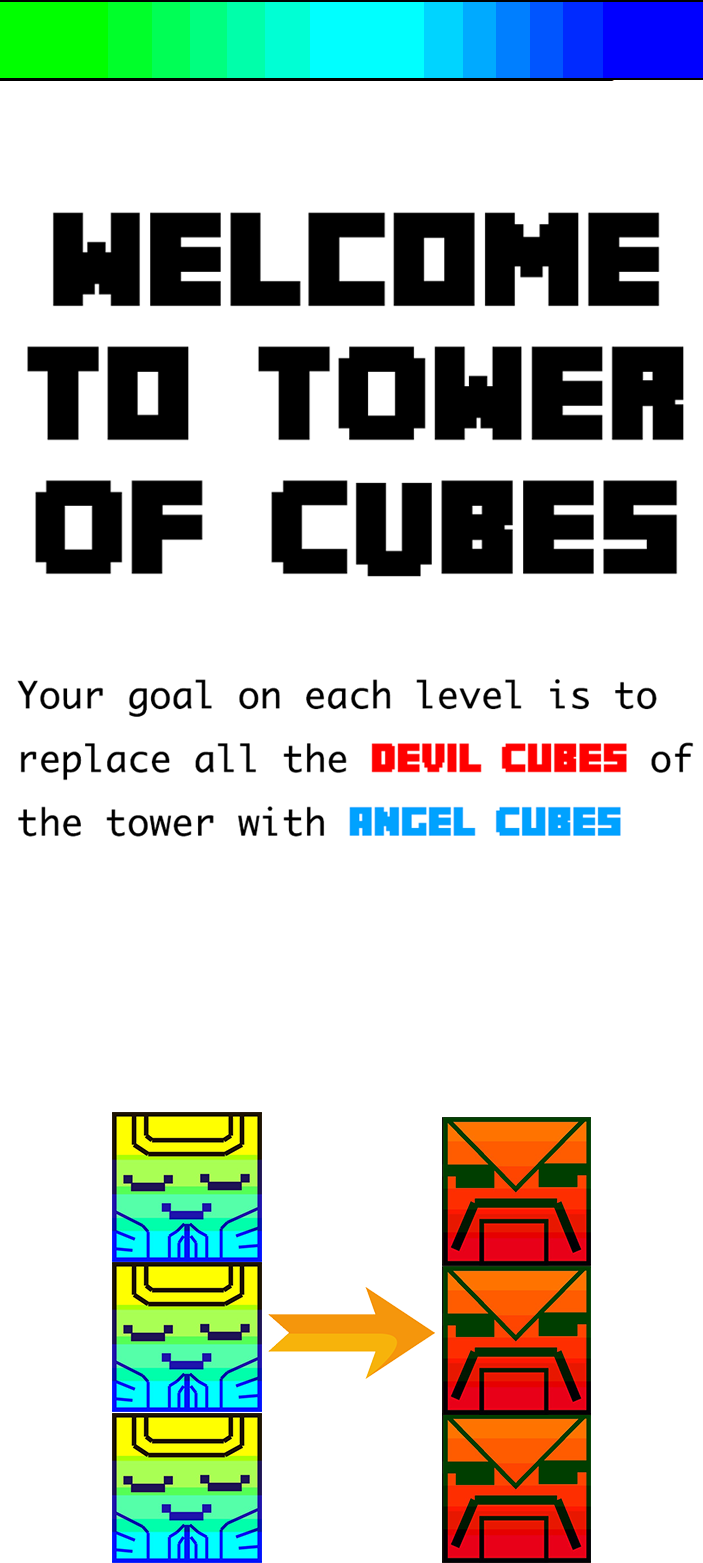 WELCOME
TO TOWER
OF CUBES
Your goal on each level is to
replace all the DEVIL CUBES of
the tower with ANGEL CUBES